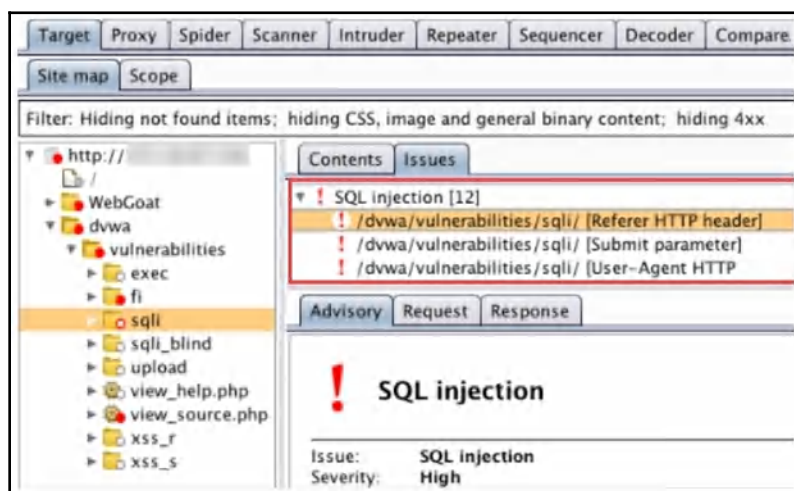 Target Proxy Spider Scanner Intruder Repeater Sequencer Decoder Compare
Site map Scope
Filter: Hiding not found items; hiding CSS, image and general binary content; hiding 4xx
http://
/
WebGoat
dvwa
vulnerabilities
exec
fi
sqli
sqli_blind
upload
view_help.php
view_source.php
xss_r
xss_s
Contents Issues
! SQL injection [12]
! /dvwa/vulnerabilities/sqli/ [Referer HTTP header]
! /dvwa/vulnerabilities/sqli/ [Submit parameter]
! /dvwa/vulnerabilities/sqli/ [User-Agent HTTP
Advisory Request Response
! SQL injection
Issue: SQL injection
Severity: High